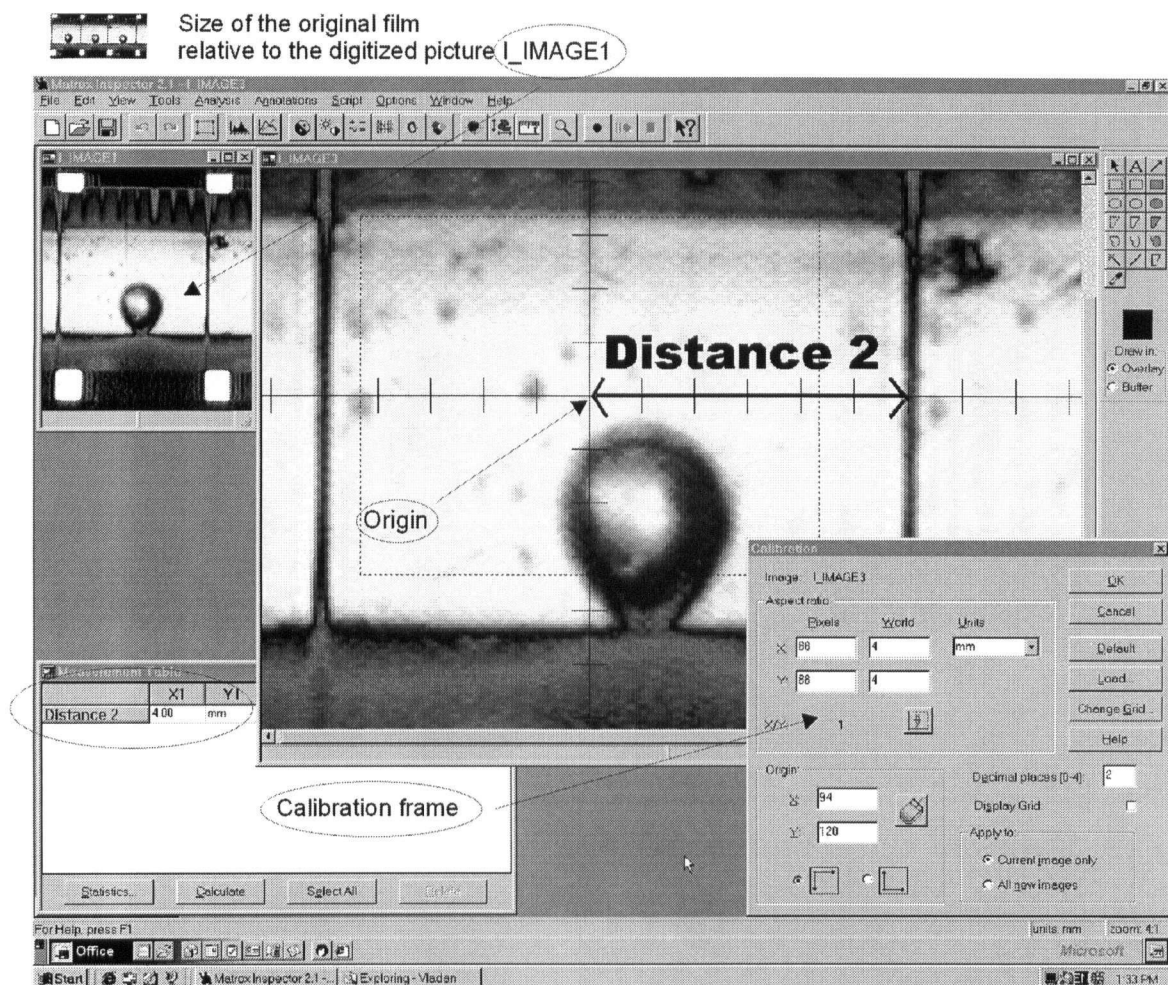 Size of the original film
relative to the digitized picture I_IMAGE1
Matrox Inspector 2.1 - I_IMAGE3
File Edit View Tools Analysis Annotations Script Options Window Help
I_IMAGE1
I_IMAGE3
Distance 2
Draw in:
Overlay
Buffer
Origin
Calibration
Image: I_IMAGE3
OK
Aspect ratio
Cancel
Pixels World Units
X: 88 4 mm
Default
Y: 88 4
Load...
X/Y: 1
Change Grid...
Help
Measurement Table
X1 Y1
Distance 2 4.00 mm
Calibration frame
Origin:
X: 94
Y: 120
Decimal places [0-4]: 2
Display Grid
Apply to:
Current image only
All new images
Statistics... Calculate Select All Delete
For Help, press F1
units: mm zoom: 4:1
Office
Microsoft
Start
Matrox Inspector 2.1 -... Exploring - Vladan
1:33 PM